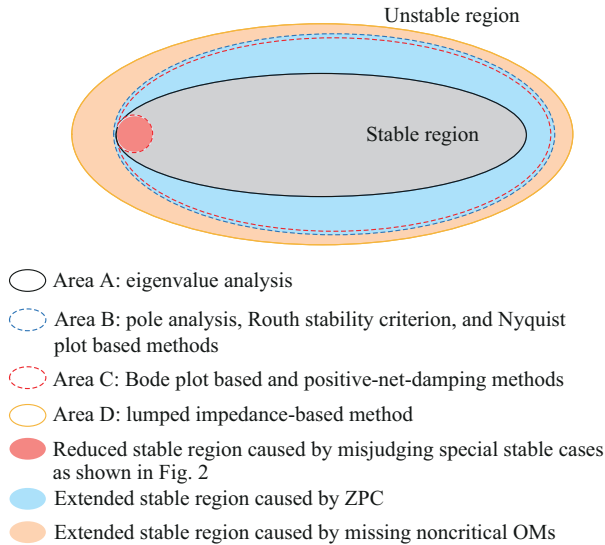 Unstable region
Stable region
Area A: eigenvalue analysis
Area B: pole analysis, Routh stability criterion, and Nyquist
plot based methods
Area C: Bode plot based and positive-net-damping methods
Area D: lumped impedance-based method
Reduced stable region caused by misjudging special stable cases
as shown in Fig. 2
Extended stable region caused by ZPC
Extended stable region caused by missing noncritical OMs